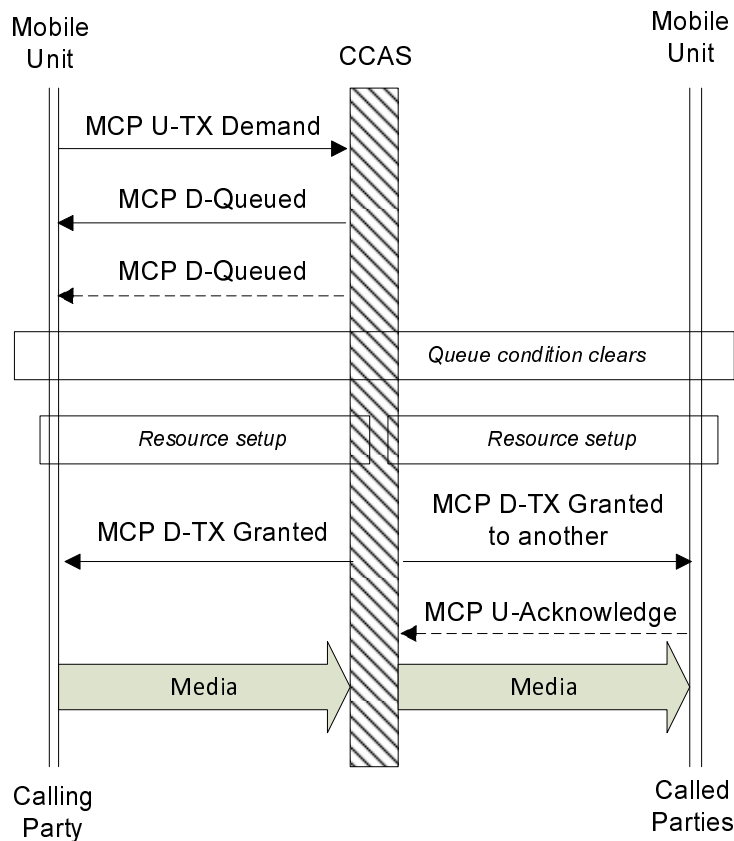 Mobile
Unit
CCAS
Mobile
Unit
MCP U-TX Demand
MCP D-Queued
MCP D-Queued
Queue condition clears
Resource setup
Resource setup
MCP D-TX Granted
MCP D-TX Granted
to another
MCP U-Acknowledge
Media
Media
Calling
Party
Called
Parties